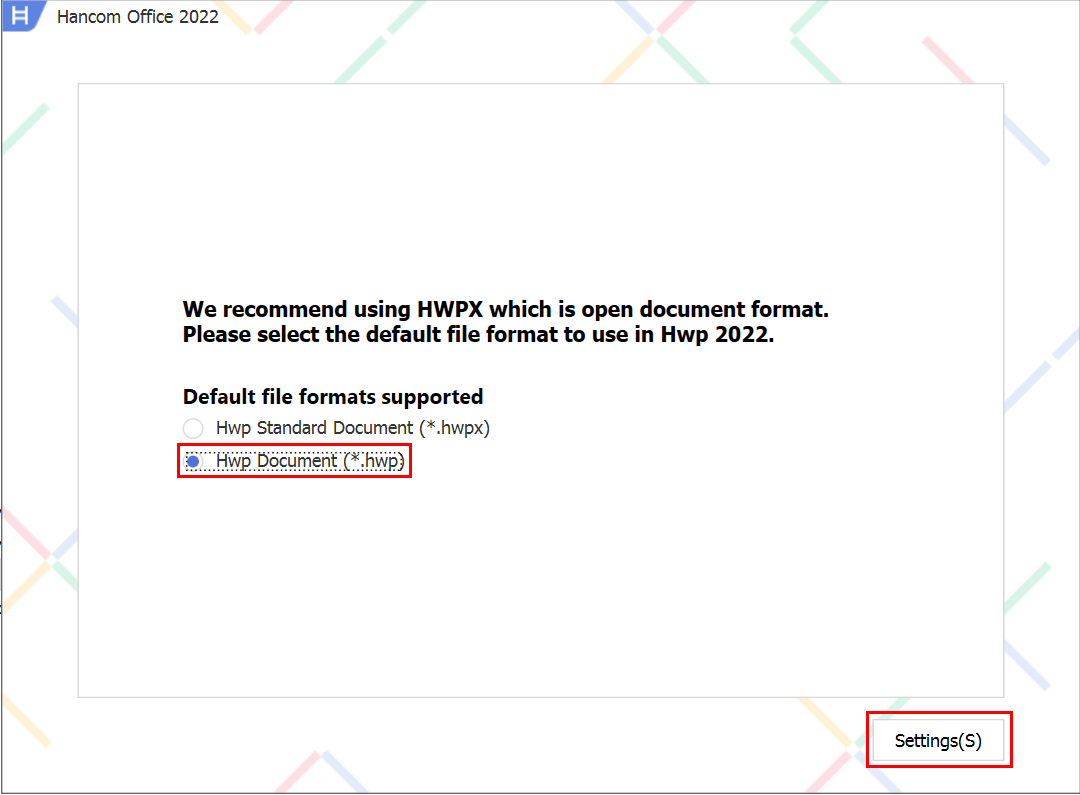 H
Hancom Office 2022
We recommend using HWPX which is open document format.
Please select the default file format to use in Hwp 2022.
Default file formats supported
Hwp Standard Document (*.hwpx)
Hwp Document (*.hwp)
Settings(S)